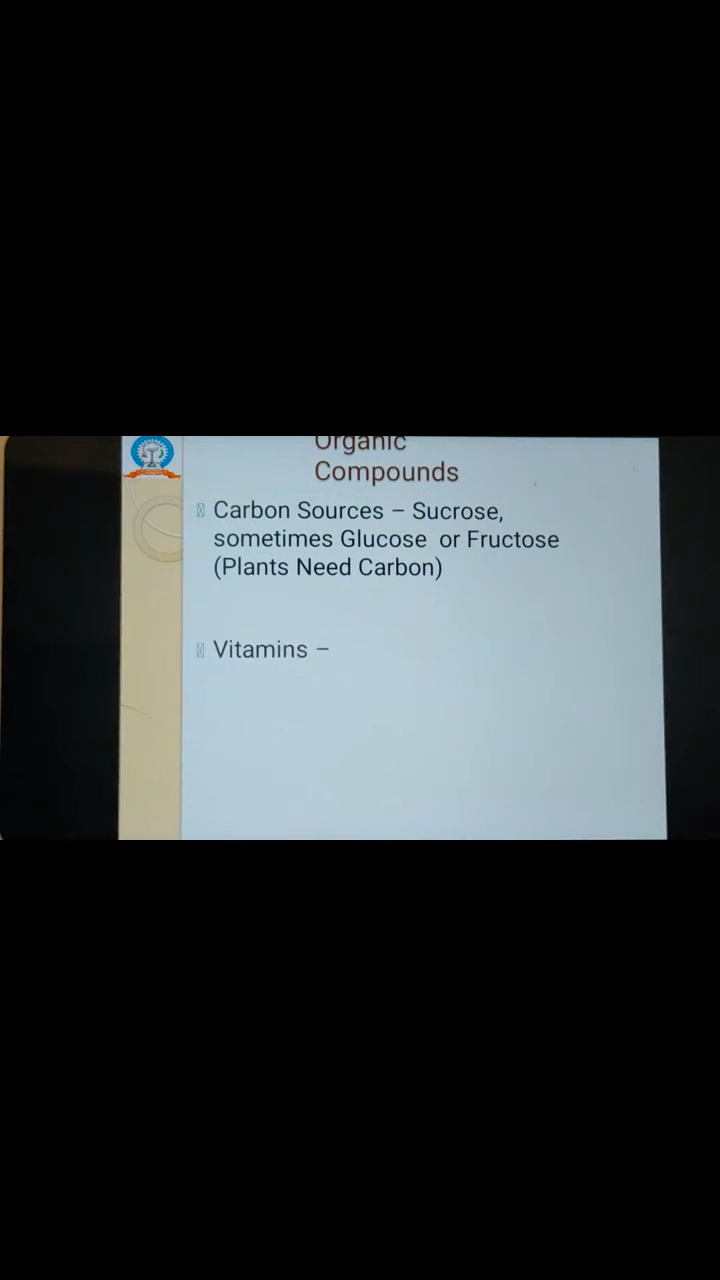 Organic
Compounds
Carbon Sources – Sucrose,
sometimes Glucose or Fructose
(Plants Need Carbon)
Vitamins –